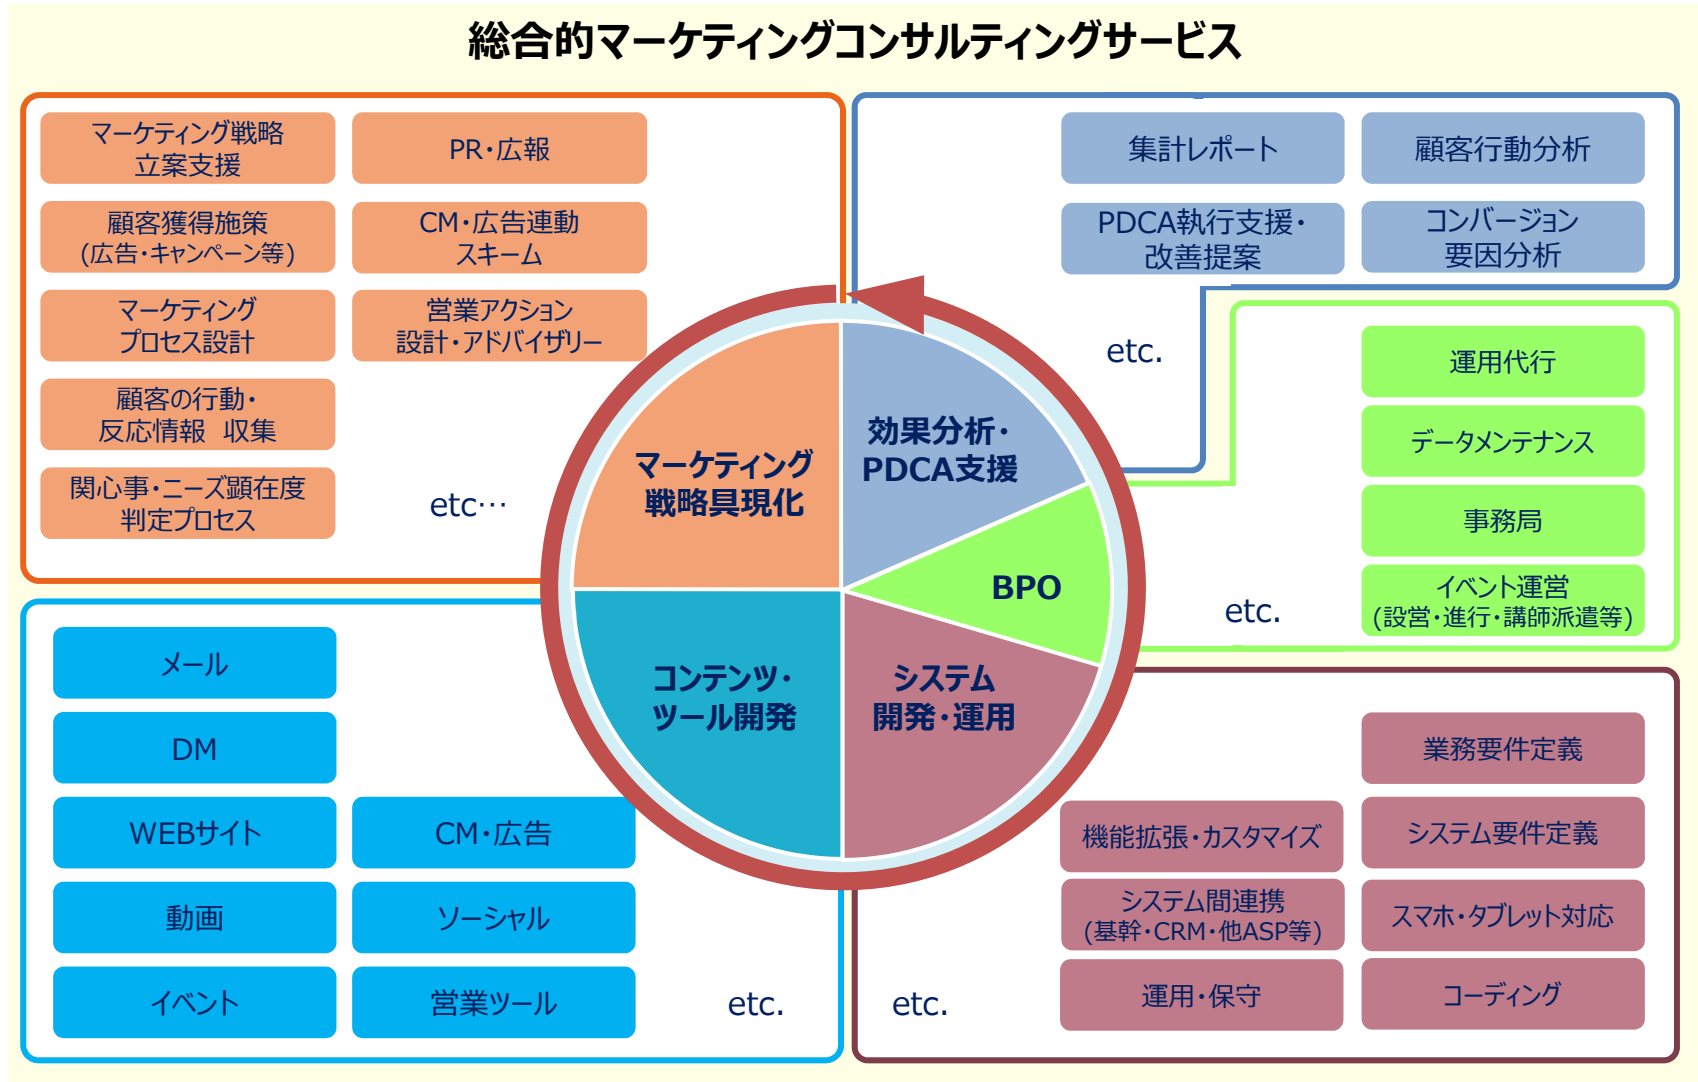 総合的マーケティングコンサルティングサービス
マーケティング戦略
立案支援
PR・広報
顧客獲得施策
(広告・キャンペーン等)
CM・広告連動
スキーム
マーケティング
プロセス設計
営業アクション
設計・アドバイザリー
顧客の行動・
反応情報　収集
関心事・ニーズ顕在度
判定プロセス
etc…
集計レポート
顧客行動分析
PDCA執行支援・
改善提案
コンバージョン
要因分析
etc.
運用代行
データメンテナンス
事務局
イベント運営
(設営・進行・講師派遣等)
etc.
マーケティング
戦略具現化
効果分析・
PDCA支援
BPO
コンテンツ・
ツール開発
システム
開発・運用
メール
DM
WEBサイト
CM・広告
動画
ソーシャル
イベント
営業ツール
etc.
業務要件定義
機能拡張・カスタマイズ
システム要件定義
システム間連携
(基幹・CRM・他ASP等)
スマホ・タブレット対応
運用・保守
コーディング
etc.